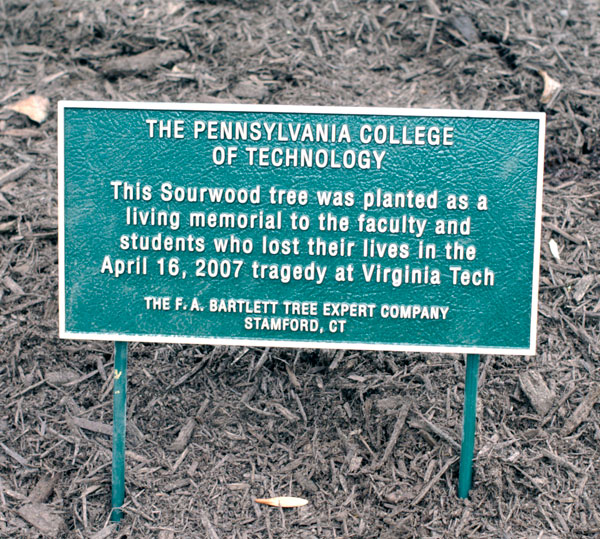 THE PENNSYLVANIA COLLEGE
OF TECHNOLOGY
This Sourwood tree was planted as a
living memorial to the faculty and
students who lost their lives in the
April 16, 2007 tragedy at Virginia Tech
THE F. A. BARTLETT TREE EXPERT COMPANY
STAMFORD, CT